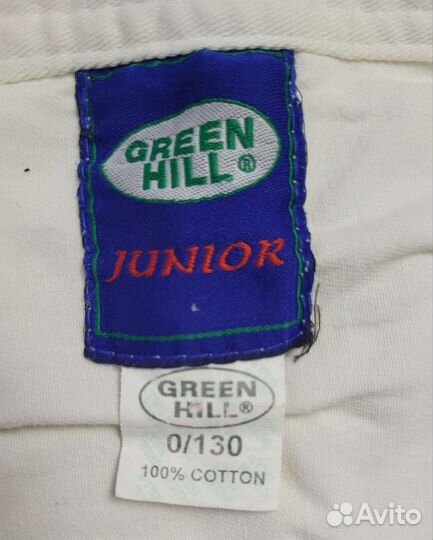 GREEN
HILL®
JUNIOR
GREEN
HILL®
0/130
100% COTTON
Avito